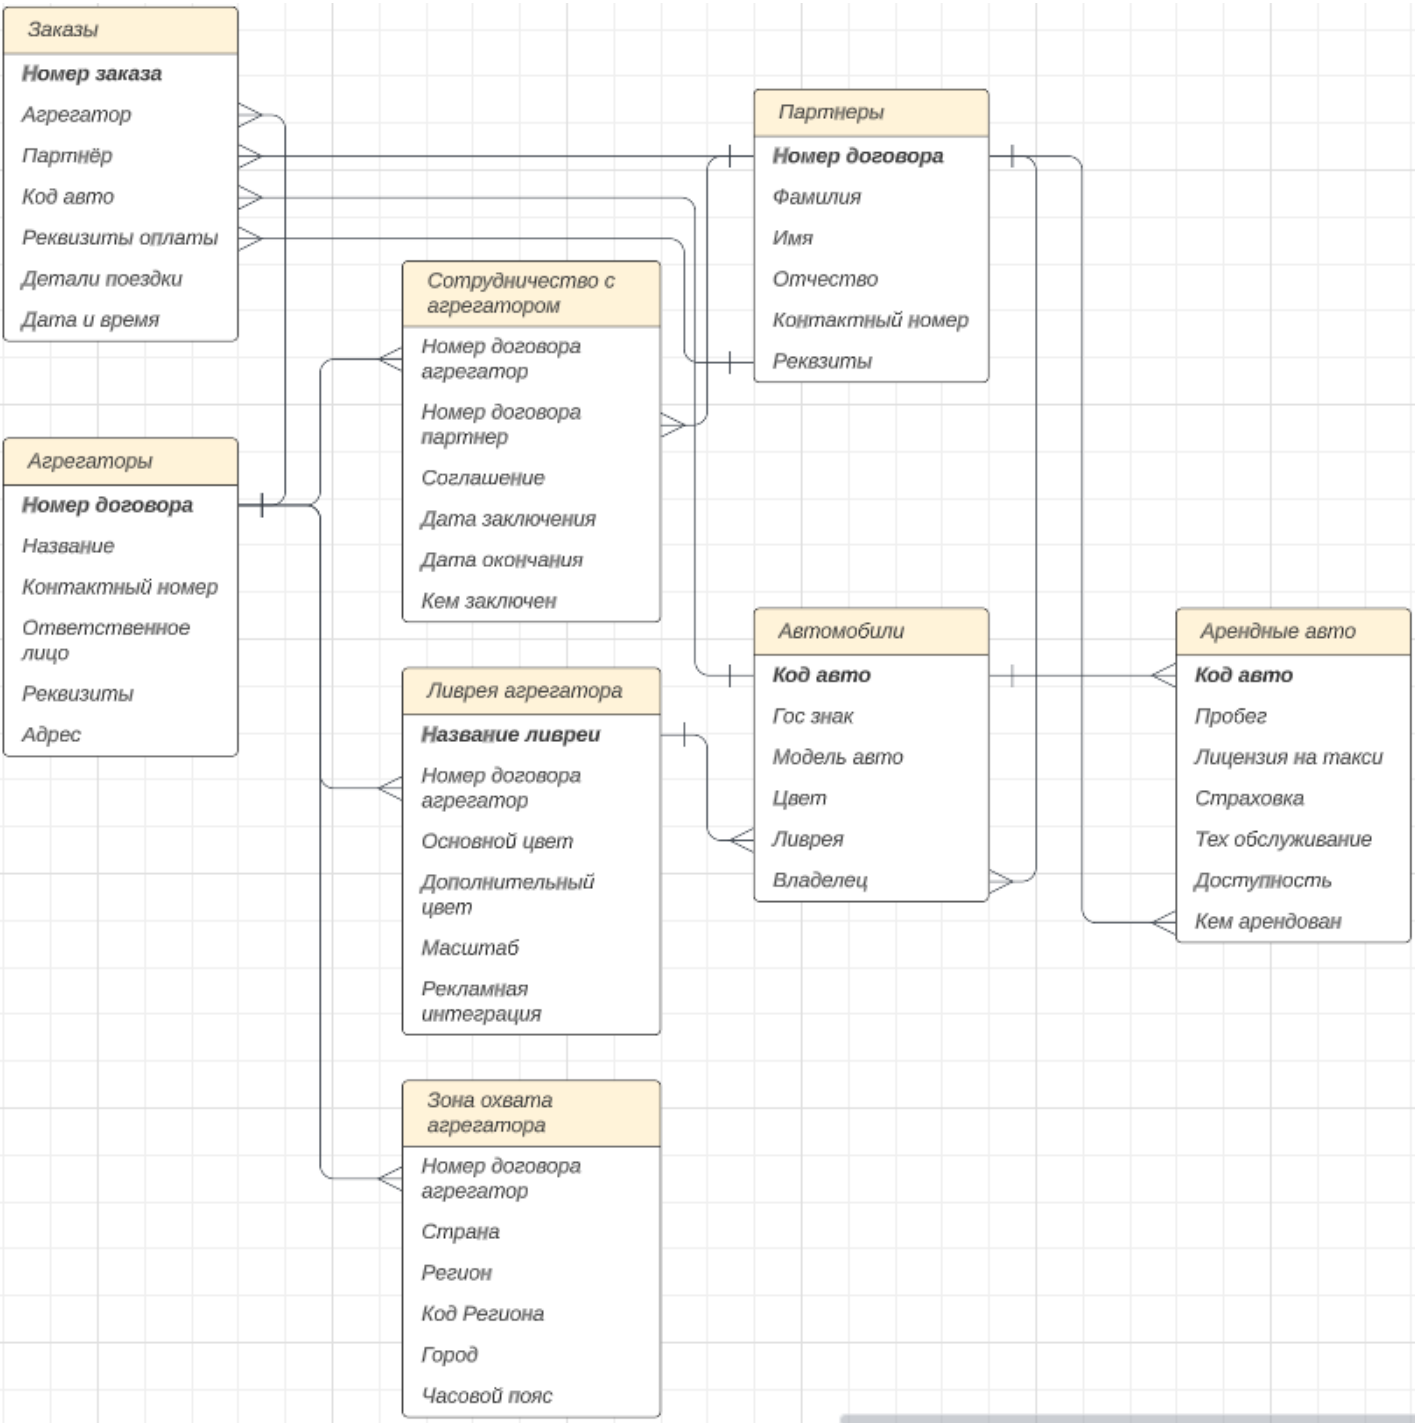 Заказы
Номер заказа
Агрегатор
Партнёр
Код авто
Реквизиты оплаты
Детали поездки
Дата и время
Партнеры
Номер договора
Фамилия
Имя
Отчество
Контактный номер
Реквзиты
Сотрудничество с
агрегатором
Номер договора
агрегатор
Номер договора
партнер
Соглашение
Дата заключения
Дата окончания
Кем заключен
Агрегаторы
Номер договора
Название
Контактный номер
Ответственное
лицо
Реквизиты
Адрес
Ливрея агрегатора
Название ливреи
Номер договора
агрегатор
Основной цвет
Дополнительный
цвет
Масштаб
Рекламная
интеграция
Автомобили
Код авто
Гос знак
Модель авто
Цвет
Ливрея
Владелец
Арендные авто
Код авто
Пробег
Лицензия на такси
Страховка
Тех обслуживание
Доступность
Кем арендован
Зона охвата
агрегатора
Номер договора
агрегатор
Страна
Регион
Код Региона
Город
Часовой пояс